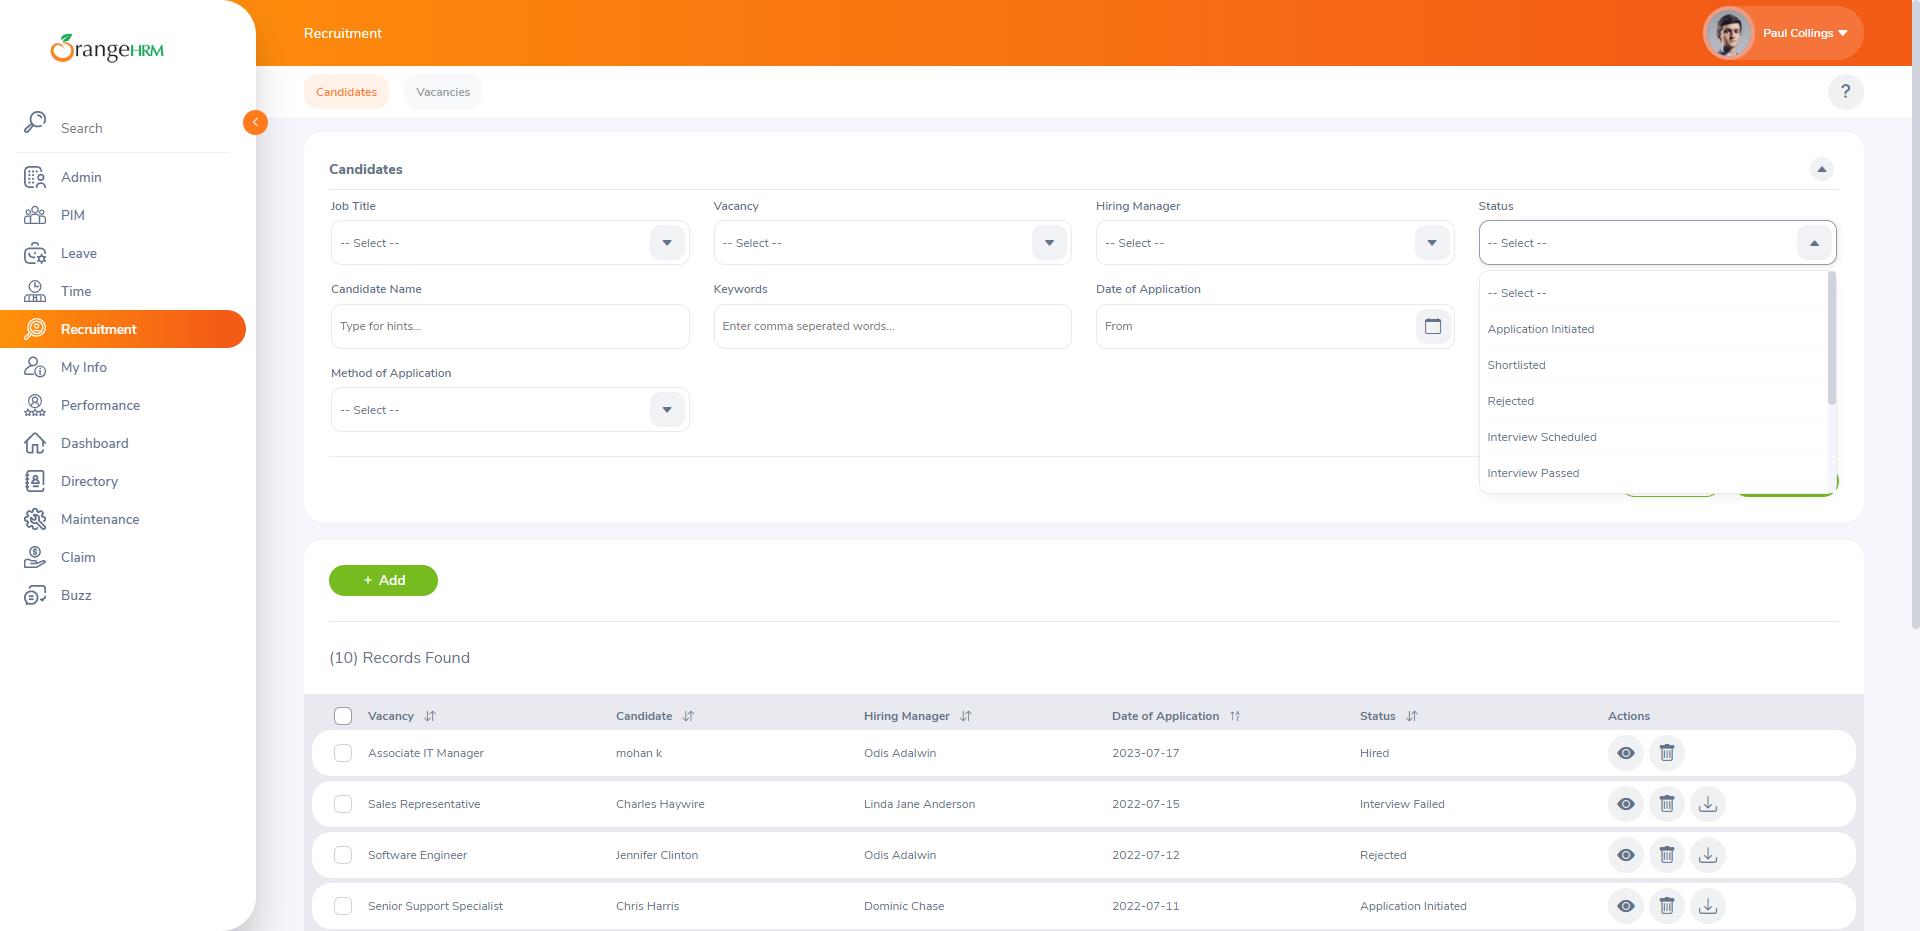 OrangeHRM
Search
Admin
PIM
Leave
Time
Recruitment
My Info
Performance
Dashboard
Directory
Maintenance
Claim
Buzz
Recruitment
Paul Collings
Candidates
Vacancies
?
Candidates
Job Title
Vacancy
Hiring Manager
Status
-- Select --
-- Select --
-- Select --
-- Select --
Candidate Name
Keywords
Date of Application
Type for hints...
Enter comma seperated words...
From
Method of Application
-- Select --
-- Select --
Application Initiated
Shortlisted
Rejected
Interview Scheduled
Interview Passed
+ Add
(10) Records Found
Vacancy Candidate Hiring Manager Date of Application Status Actions
Associate IT Manager mohan k Odis Adalwin 2023-07-17 Hired
Sales Representative Charles Haywire Linda Jane Anderson 2022-07-15 Interview Failed
Software Engineer Jennifer Clinton Odis Adalwin 2022-07-12 Rejected
Senior Support Specialist Chris Harris Dominic Chase 2022-07-11 Application Initiated